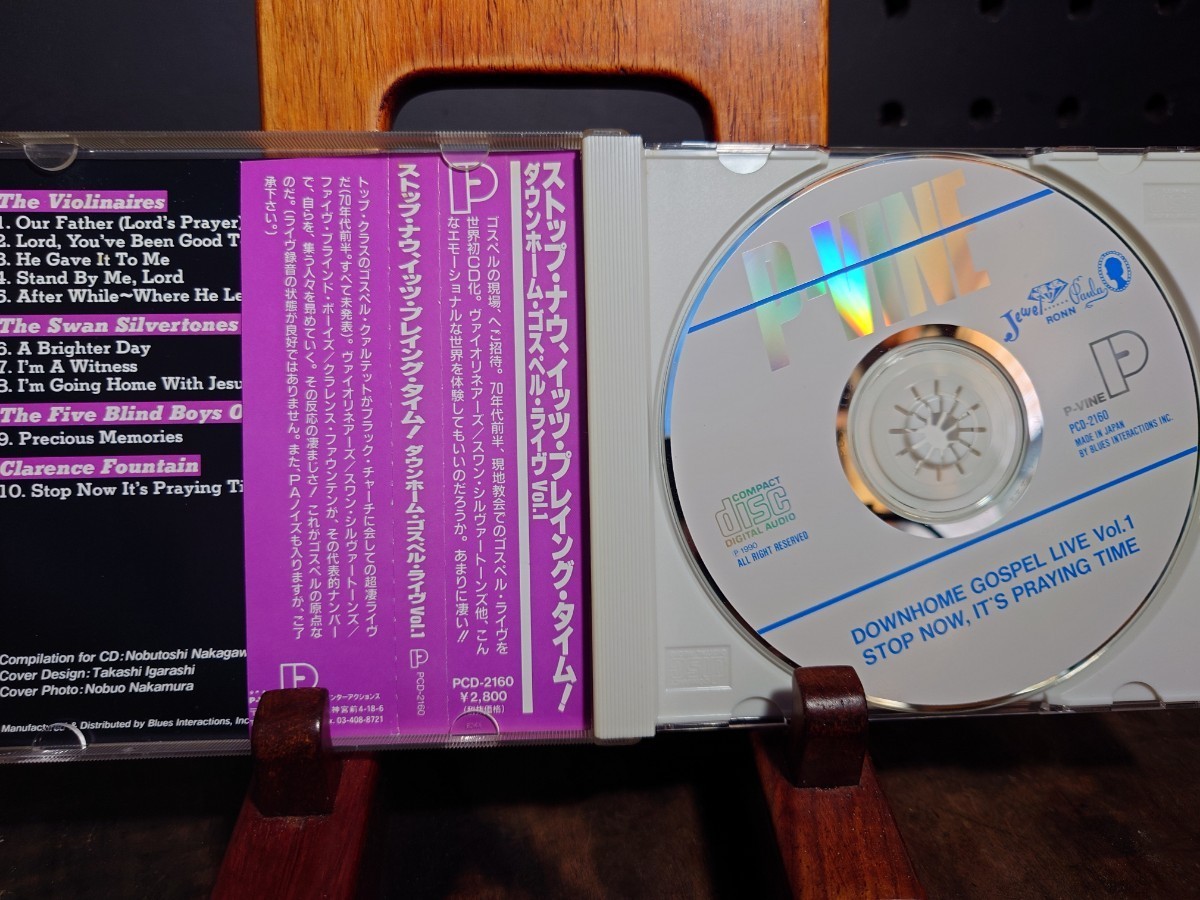 The Violinaires
1. Our Father (Lord's Prayer)
2. Lord, You've Been Good T
3. He Gave It To Me
4. Stand By Me, Lord
5. After While~Where He Le
The Swan Silvertones
6. A Brighter Day
7. I'm A Witness
8. I'm Going Home With Jesu
The Five Blind Boys O
9. Precious Memories
Clarence Fountain
10. Stop Now It's Praying Ti
Compilation for CD:Nobutoshi Nakagaw
Cover Design:Takashi Igarashi
Cover Photo:Nobuo Nakamura
Manufactured & Distributed by Blues Interactions, Inc
ストップ・ナウ、イッツ・プレイング・タイム!
ダウンホーム・ゴスペル・ライヴ Vol.1
ゴスペルの現場、へご招待。70年代前半、現地教会でのゴスペル・ライヴを
世界初CD化。ヴァイオリネアーズ/スワン・シルヴァートーンズ他、こん
なエモーショナルな世界を体験してもいいのだろうか。あまりに凄い!!
PCD-2160
¥2,800
(税抜価格)
ストップ・ナウ、イッツ・プレイング・タイム! ダウンホーム・ゴスペル・ライヴ Vol.1
PCD-2160
トップ・クラスのゴスペル・クァルテットがブラック・チャーチに会しての超凄ライヴ
だ(70年代前半。すべて未発表)。ヴァイオリネアーズ/スワン・シルヴァートーンズ/
ファイヴ・ブラインド・ボーイズ/クラレンス・ファウンテンが、その代表的ナンバー
で、自らを、集う人々を昂めていく。その反応の凄まじさ!これがゴスペルの原点な
のだ。(ライヴ録音の状態が良好ではありません。また、PAノイズも入りますが、ご了
承下さい。)
ンターアクションズ
神宮前4-18-6
x. 03-408-8721
P-VINE
Jewel
Paula
RONN
P-VINE
PCD-2160
MADE IN JAPAN
BY BLUES INTERACTIONS INC.
COMPACT
disc
DIGITAL AUDIO
℗ 1990
ALL RIGHT RESERVED
DOWNHOME GOSPEL LIVE Vol.1
STOP NOW, IT'S PRAYING TIME